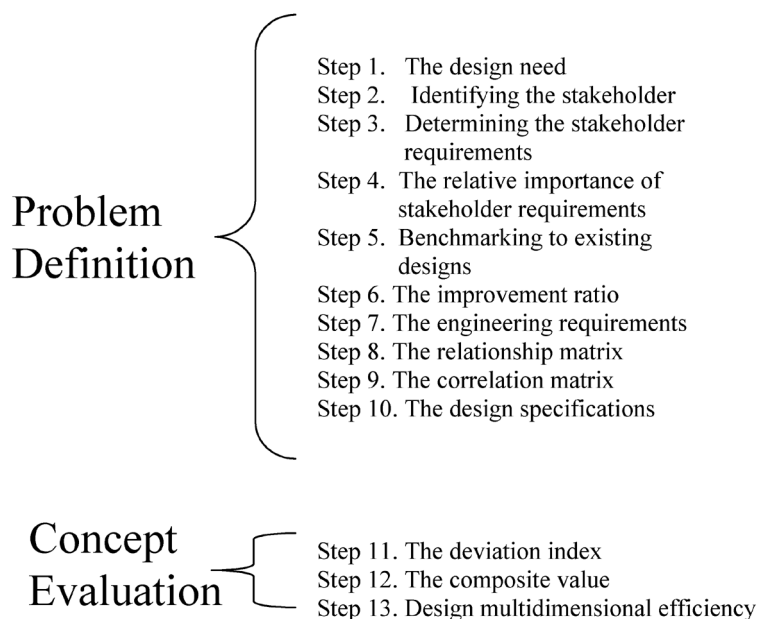 Problem
Definition
Step 1. The design need
Step 2. Identifying the stakeholder
Step 3. Determining the stakeholder
requirements
Step 4. The relative importance of
stakeholder requirements
Step 5. Benchmarking to existing
designs
Step 6. The improvement ratio
Step 7. The engineering requirements
Step 8. The relationship matrix
Step 9. The correlation matrix
Step 10. The design specifications
Concept
Evaluation
Step 11. The deviation index
Step 12. The composite value
Step 13. Design multidimensional efficiency